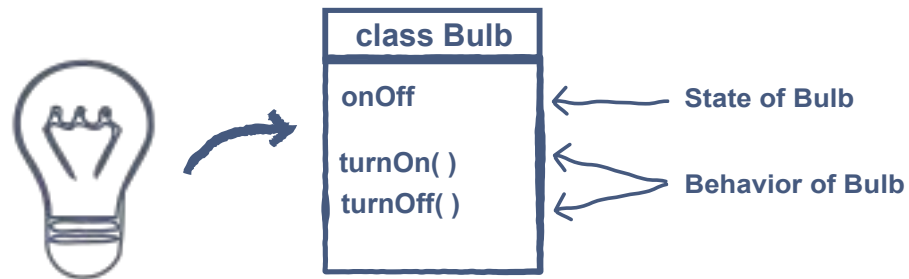 class Bulb
onOff
State of Bulb
turnOn( )
turnOff( )
Behavior of Bulb